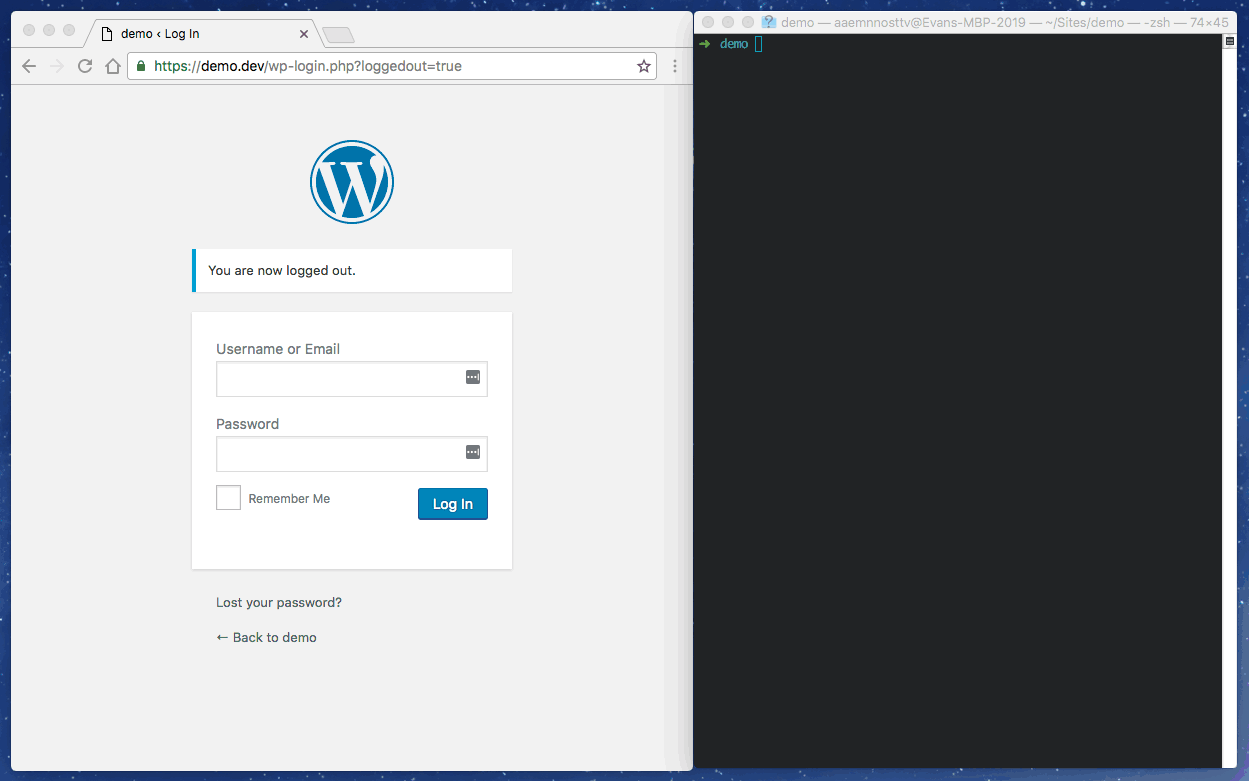 demo ‹ Log In
https://demo.dev/wp-login.php?loggedout=true
You are now logged out.
Username or Email
Password
Remember Me
Log In
Lost your password?
← Back to demo
demo — aaemnnosttv@Evans-MBP-2019 — ~/Sites/demo — -zsh — 74×45
➜ demo